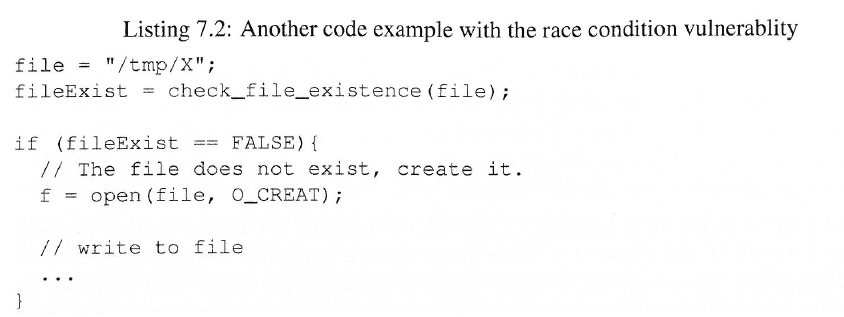 Listing 7.2: Another code example with the race condition vulnerablity
file = "/tmp/X";
fileExist = check_file_existence(file);
if (fileExist == FALSE){
// The file does not exist, create it.
f = open(file, O_CREAT);
// write to file
...
}